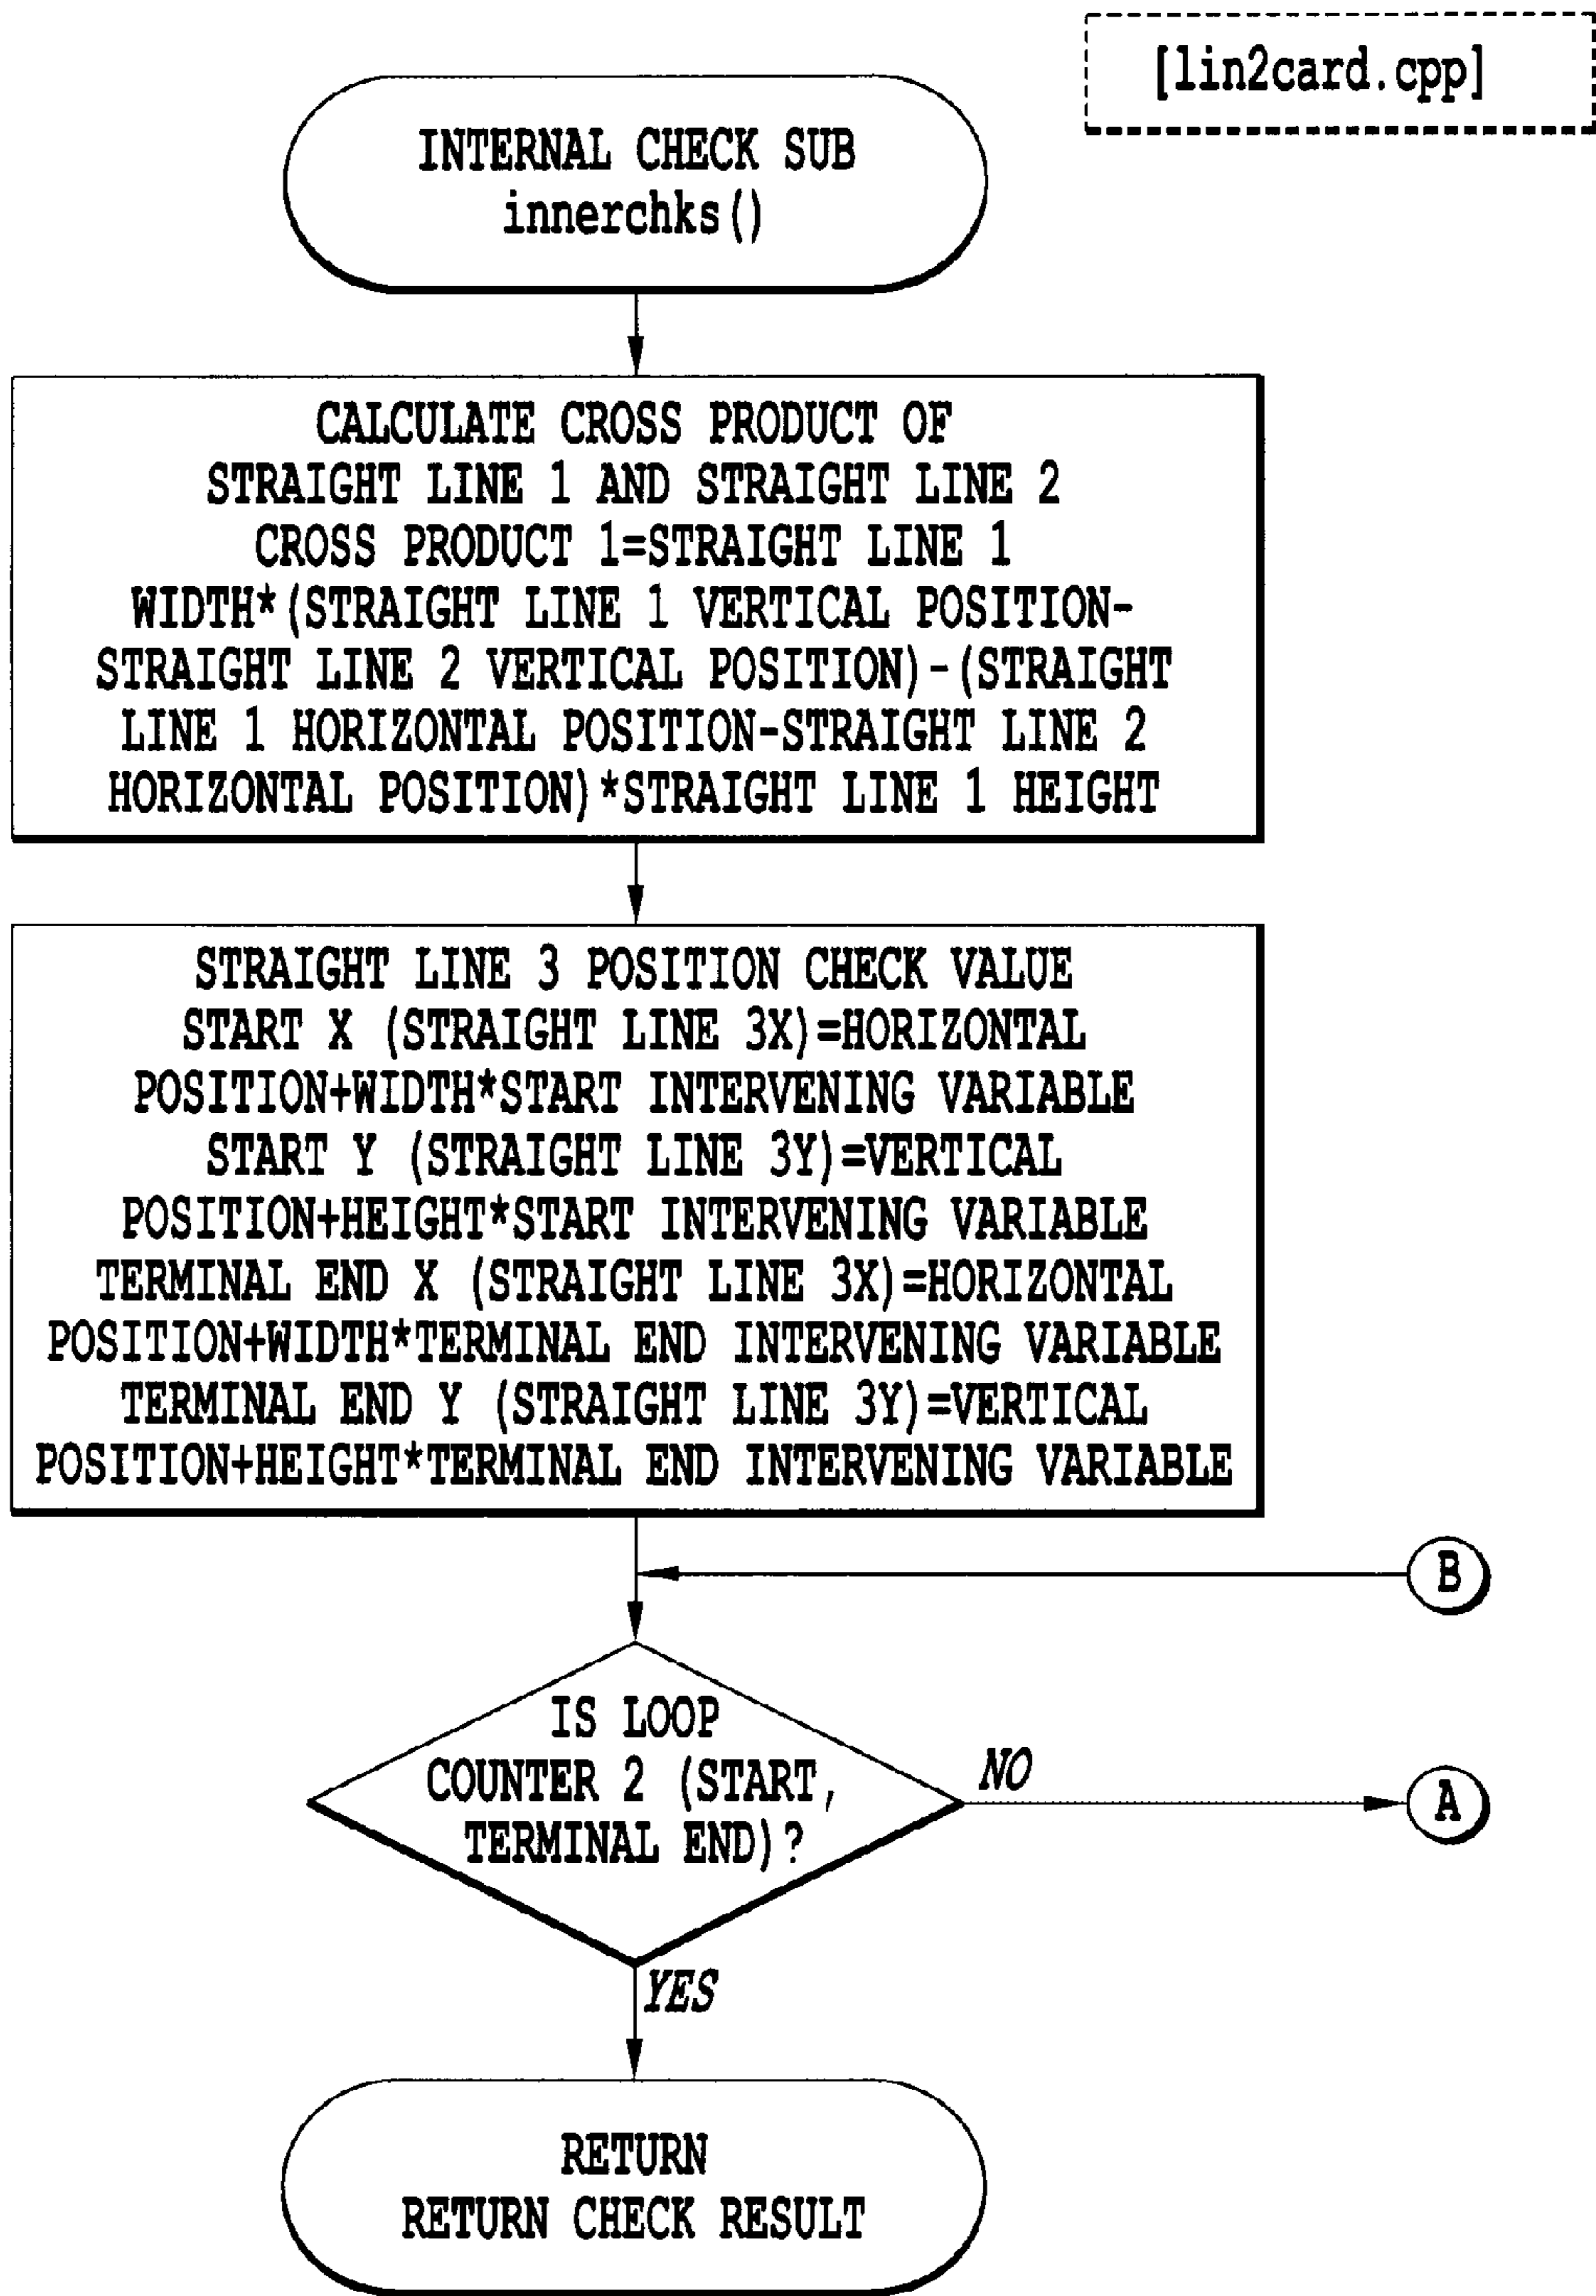 [lin2card.cpp]
INTERNAL CHECK SUB
innerchks()
CALCULATE CROSS PRODUCT OF
STRAIGHT LINE 1 AND STRAIGHT LINE 2
CROSS PRODUCT 1=STRAIGHT LINE 1
WIDTH*(STRAIGHT LINE 1 VERTICAL POSITION-
STRAIGHT LINE 2 VERTICAL POSITION)-(STRAIGHT
LINE 1 HORIZONTAL POSITION-STRAIGHT LINE 2
HORIZONTAL POSITION)*STRAIGHT LINE 1 HEIGHT
STRAIGHT LINE 3 POSITION CHECK VALUE
START X (STRAIGHT LINE 3X)=HORIZONTAL
POSITION+WIDTH*START INTERVENING VARIABLE
START Y (STRAIGHT LINE 3Y)=VERTICAL
POSITION+HEIGHT*START INTERVENING VARIABLE
TERMINAL END X (STRAIGHT LINE 3X)=HORIZONTAL
POSITION+WIDTH*TERMINAL END INTERVENING VARIABLE
TERMINAL END Y (STRAIGHT LINE 3Y)=VERTICAL
POSITION+HEIGHT*TERMINAL END INTERVENING VARIABLE
B
IS LOOP
COUNTER 2 (START,
TERMINAL END)?
NO
A
YES
RETURN
RETURN CHECK RESULT